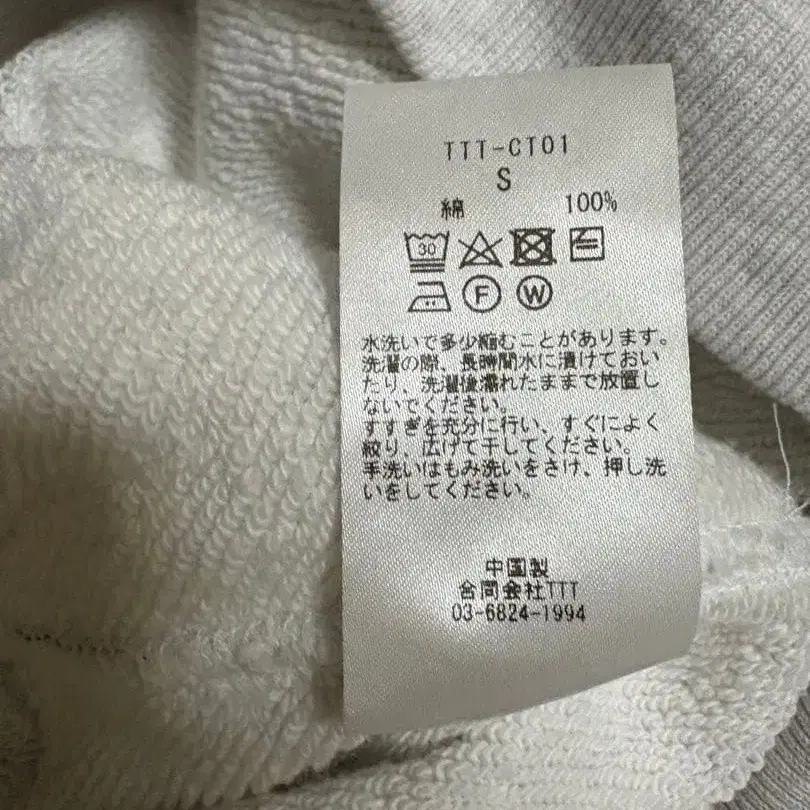 TTT-CT01
S
綿 100%
30
F W
水洗いで多少縮むことがあります。
洗濯の際、長時間水に漬けておい
たり、洗濯後濡れたままで放置し
ないでください。
すすぎを充分に行い、すぐによく
絞り、広げて干してください。
手洗いはもみ洗いをさけ、押し洗
いをしてください。
中国製
合同会社TTT
03-6824-1994